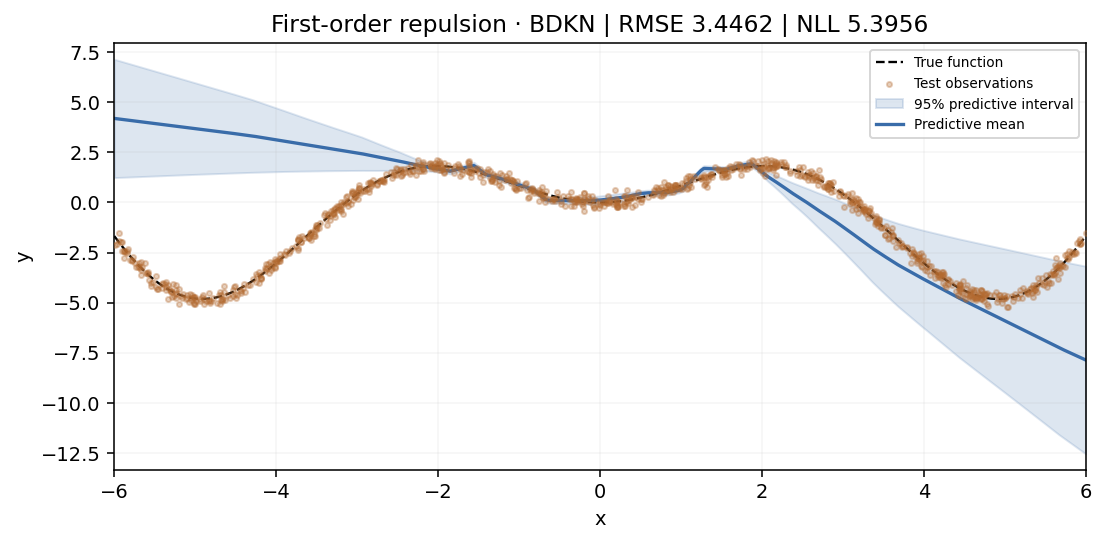 First-order repulsion · BDKN | RMSE 3.4462 | NLL 5.3956
True function
Test observations
95% predictive interval
Predictive mean
7.5
5.0
2.5
0.0
−2.5
−5.0
−7.5
−10.0
−12.5
y
−6
−4
−2
0
2
4
6
x